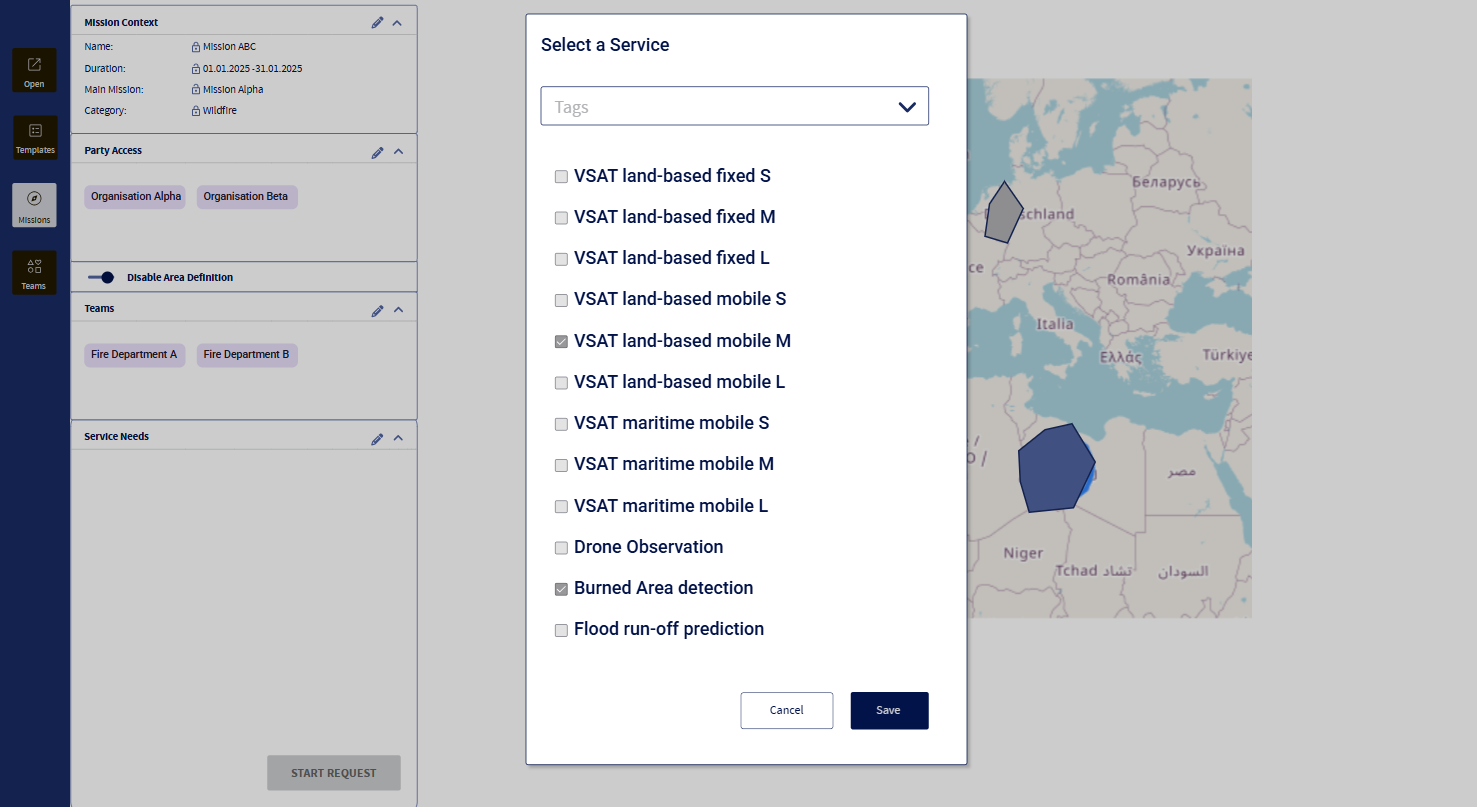 Open
Templates
Missions
Teams
Mission Context
Name: Mission ABC
Duration: 01.01.2025 -31.01.2025
Main Mission: Mission Alpha
Category: Wildfire
Party Access
Organisation Alpha Organisation Beta
Disable Area Definition
Teams
Fire Department A Fire Department B
Service Needs
START REQUEST
Select a Service
Tags
VSAT land-based fixed S
VSAT land-based fixed M
VSAT land-based fixed L
VSAT land-based mobile S
VSAT land-based mobile M
VSAT land-based mobile L
VSAT maritime mobile S
VSAT maritime mobile M
VSAT maritime mobile L
Drone Observation
Burned Area detection
Flood run-off prediction
Cancel Save
Беларусь
schland
Україна
ce
România
Italia
Ελλάς
Türkiye
مصر
Niger
Tchad تشاد
السودان